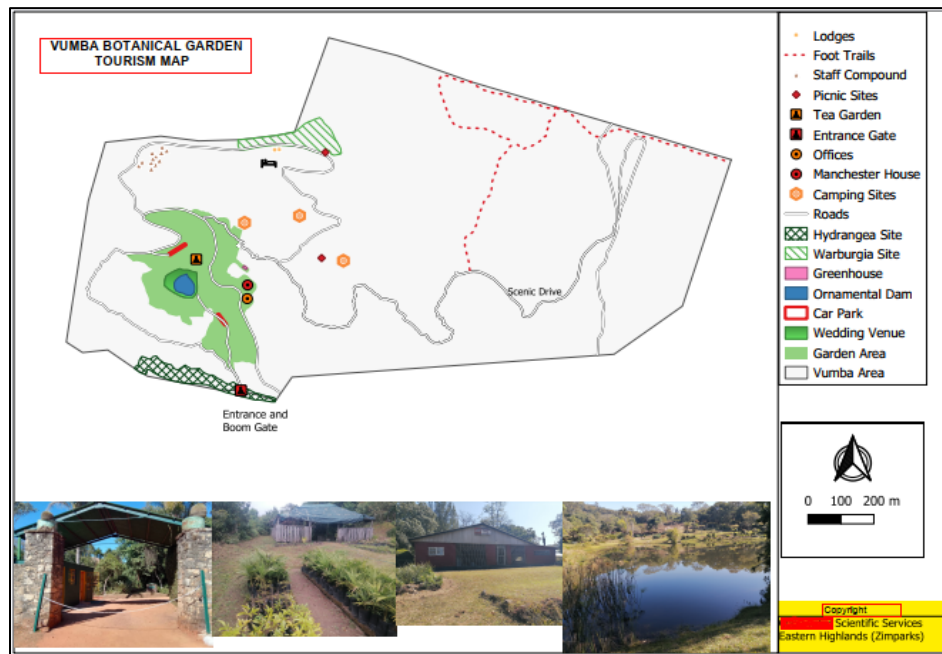 VUMBA BOTANICAL GARDEN
TOURISM MAP
Scenic Drive
Entrance and
Boom Gate
Lodges
Foot Trails
Staff Compound
Picnic Sites
Tea Garden
Entrance Gate
Offices
Manchester House
Camping Sites
Roads
Hydrangea Site
Warburgia Site
Greenhouse
Ornamental Dam
Car Park
Wedding Venue
Garden Area
Vumba Area
0 100 200 m
Copyright
Scientific Services
Eastern Highlands (Zimparks)